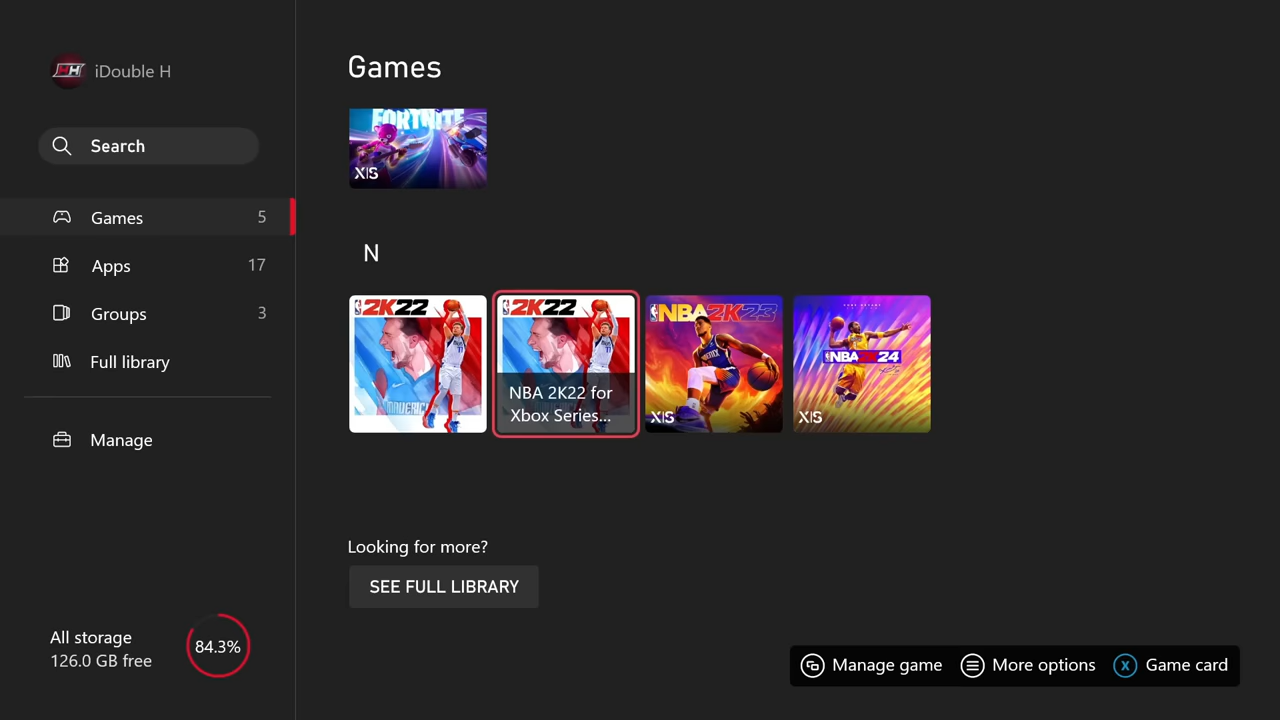 iDouble H
Search
Games 5
Apps 17
Groups 3
Full library
Manage
All storage
126.0 GB free
84.3%
Games
FORTNITE
X|S
N
2K22
2K22
NBA 2K22 for
Xbox Series...
NBA2K23
X|S
NBA 2K24
X|S
Looking for more?
SEE FULL LIBRARY
Manage game
More options
X Game card